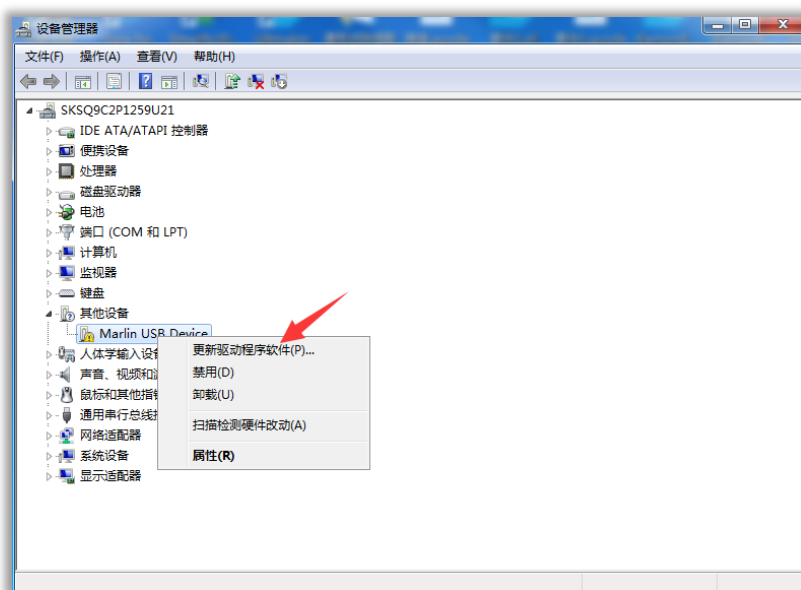 设备管理器
文件(F) 操作(A) 查看(V) 帮助(H)
SKSQ9C2P1259U21
IDE ATA/ATAPI 控制器
便携设备
处理器
磁盘驱动器
电池
端口 (COM 和 LPT)
计算机
监视器
键盘
其他设备
Marlin USB Device
人体学输入设
声音、视频和
鼠标和其他指
通用串行总线
网络适配器
系统设备
显示适配器
更新驱动程序软件(P)...
禁用(D)
卸载(U)
扫描检测硬件改动(A)
属性(R)